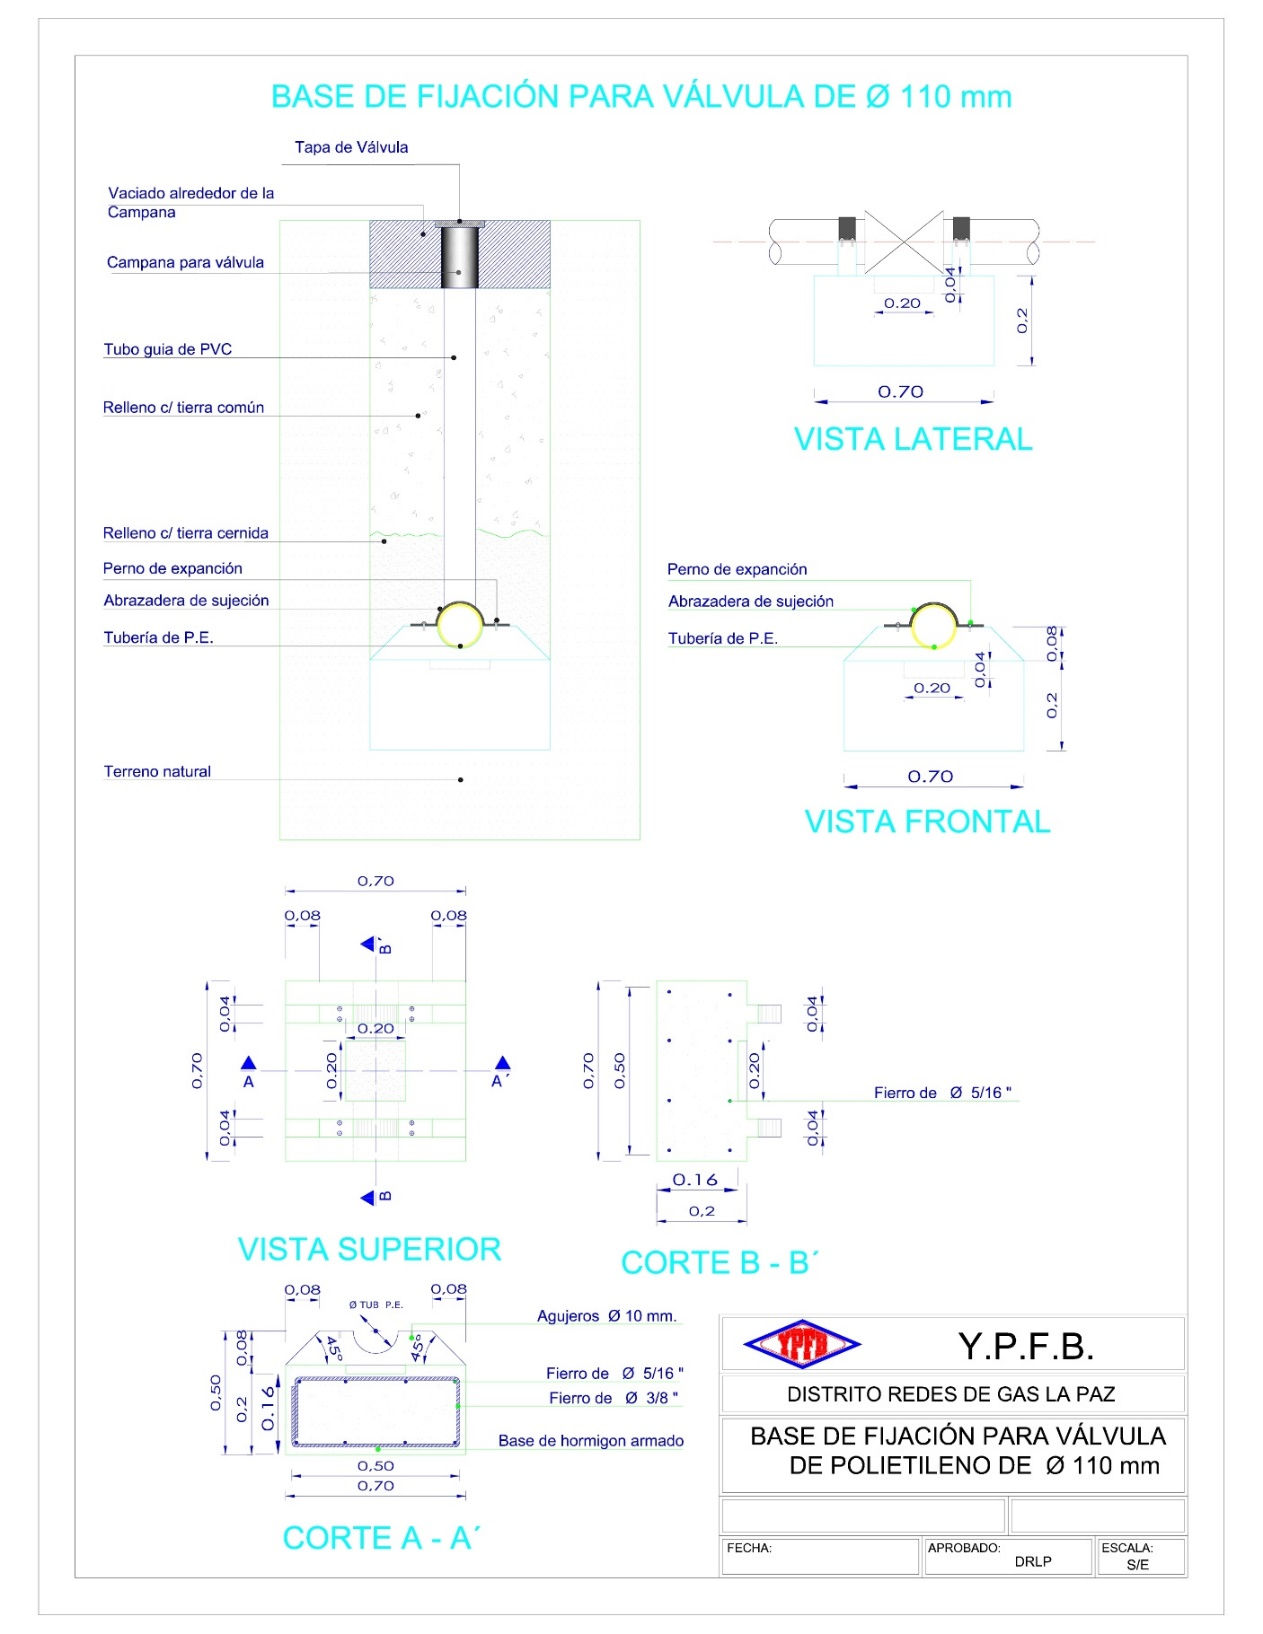 BASE DE FIJACIÓN PARA VÁLVULA DE Ø 110 mm
Tapa de Válvula
Vaciado alrededor de la
Campana
Campana para válvula
Tubo guia de PVC
Relleno c/ tierra común
Relleno c/ tierra cernida
Perno de expanción
Abrazadera de sujeción
Tubería de P.E.
Terreno natural
0.20
0,04
0,2
0.70
VISTA LATERAL
Perno de expanción
Abrazadera de sujeción
Tubería de P.E.
0,08
0,04
0.20
0,2
0.70
VISTA FRONTAL
0,70
0,08
0,08
B´
0,04
0.20
0,70
0.20
A
A´
0,04
B
VISTA SUPERIOR
0,04
0,70
0,50
0.20
Fierro de Ø 5/16 "
0,04
0.16
0,2
CORTE B - B´
0,08
0,08
Ø TUB P.E.
Agujeros Ø 10 mm.
45°
45°
0,08
0,50
0,2
0.16
Fierro de Ø 5/16 "
Fierro de Ø 3/8 "
Base de hormigon armado
0,50
0,70
CORTE A - A´
YPFB
Y.P.F.B.
DISTRITO REDES DE GAS LA PAZ
BASE DE FIJACIÓN PARA VÁLVULA
DE POLIETILENO DE Ø 110 mm
FECHA:
APROBADO:
DRLP
ESCALA:
S/E